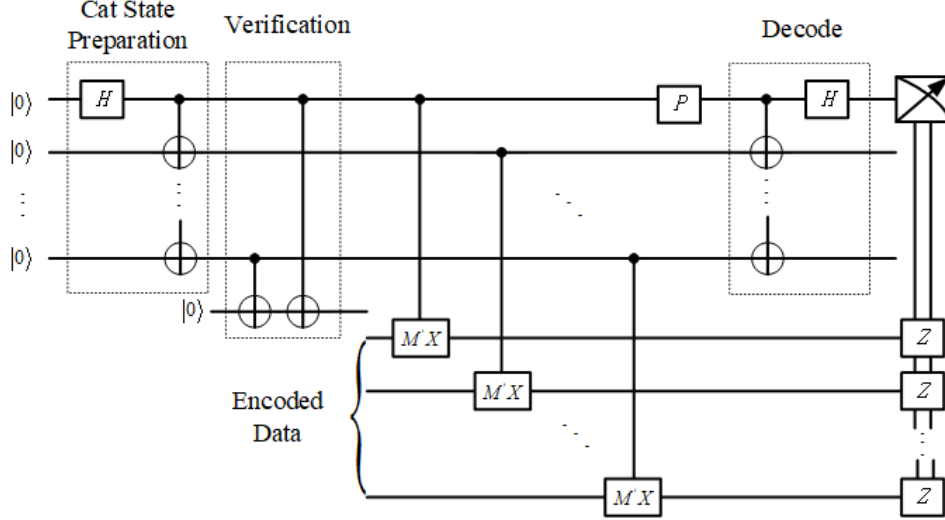 Cat State
Preparation
Verification
Decode
|0⟩
H
P
H
|0⟩
|0⟩
|0⟩
M'X
Z
M'X
Z
Encoded
Data
M'X
Z